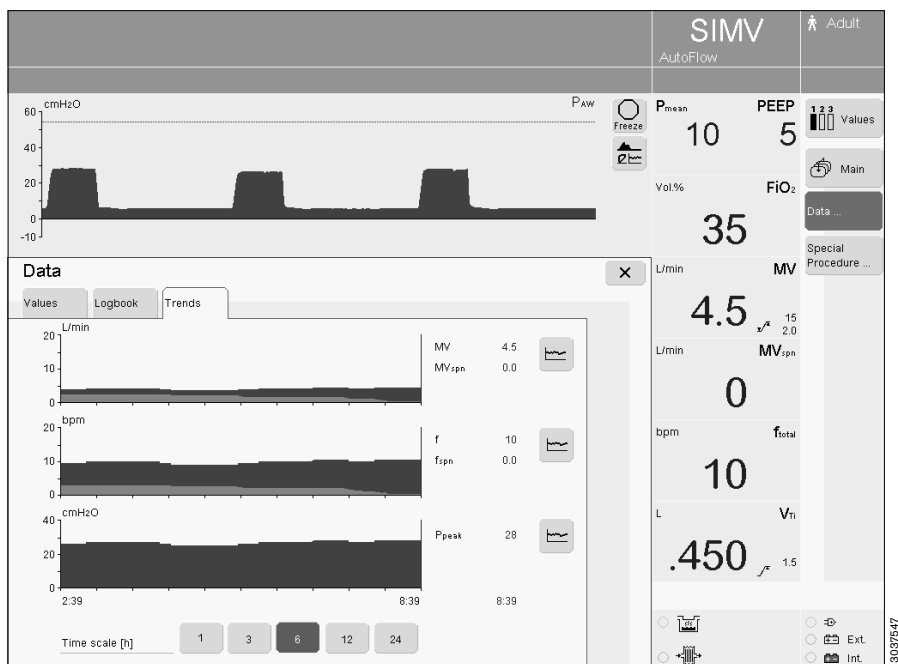 SIMV
AutoFlow
Adult
cmH2O
PAW
60
40
20
0
-10
Freeze
Pmean
PEEP
10
5
Vol.%
FiO2
35
L/min
MV
4.5
15
2.0
L/min
MVspn
0
bpm
ftotal
10
L
VTi
.450
1.5
1 2 3
Values
Main
Data ...
Special
Procedure ...
Data
Values
Logbook
Trends
L/min
20
10
0
MV 4.5
MVspn 0.0
bpm
20
10
0
f 10
fspn 0.0
cmH2O
40
20
0
Ppeak 28
2:39
8:39
8:39
Time scale [h]
1
3
6
12
24
Ext.
Int.
3037547